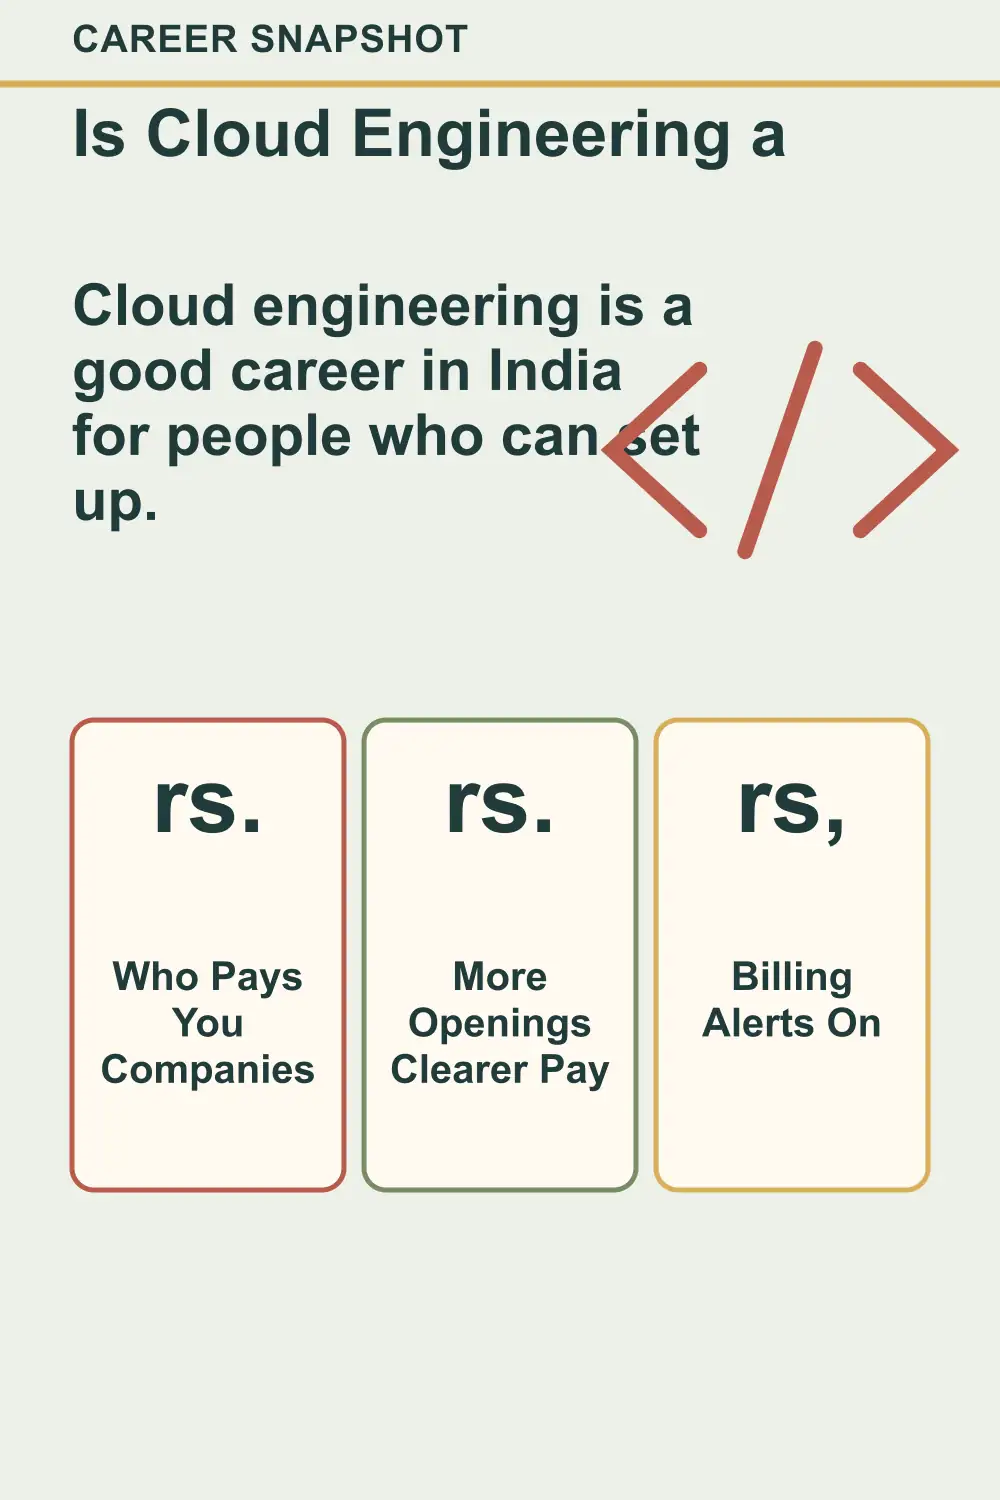 CAREER SNAPSHOT
Is Cloud Engineering a
Cloud engineering is a
good career in India
for people who can set
up.
rs.
Who Pays
You
Companies
rs.
More
Openings
Clearer Pay
rs,
Billing
Alerts On